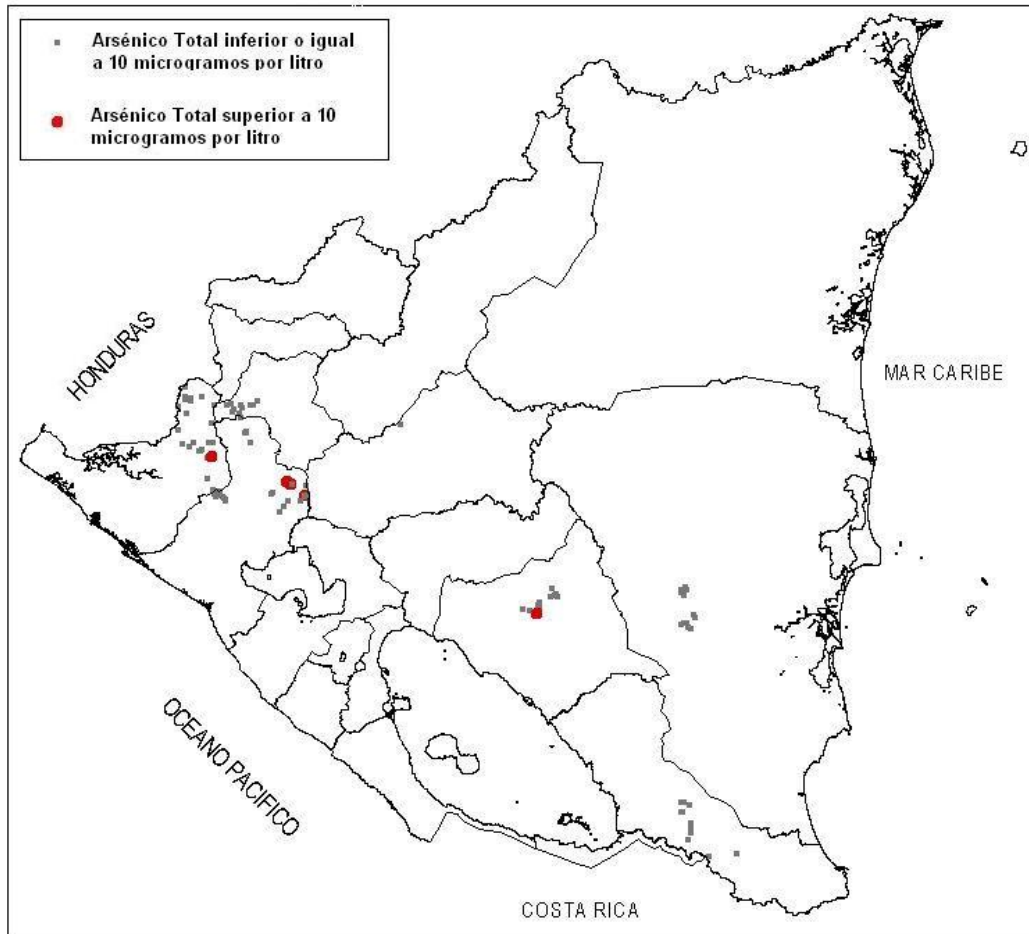 Arsénico Total inferior o igual
a 10 microgramos por litro
Arsénico Total superior a 10
microgramos por litro
HONDURAS
MAR CARIBE
OCEANO PACIFICO
COSTA RICA